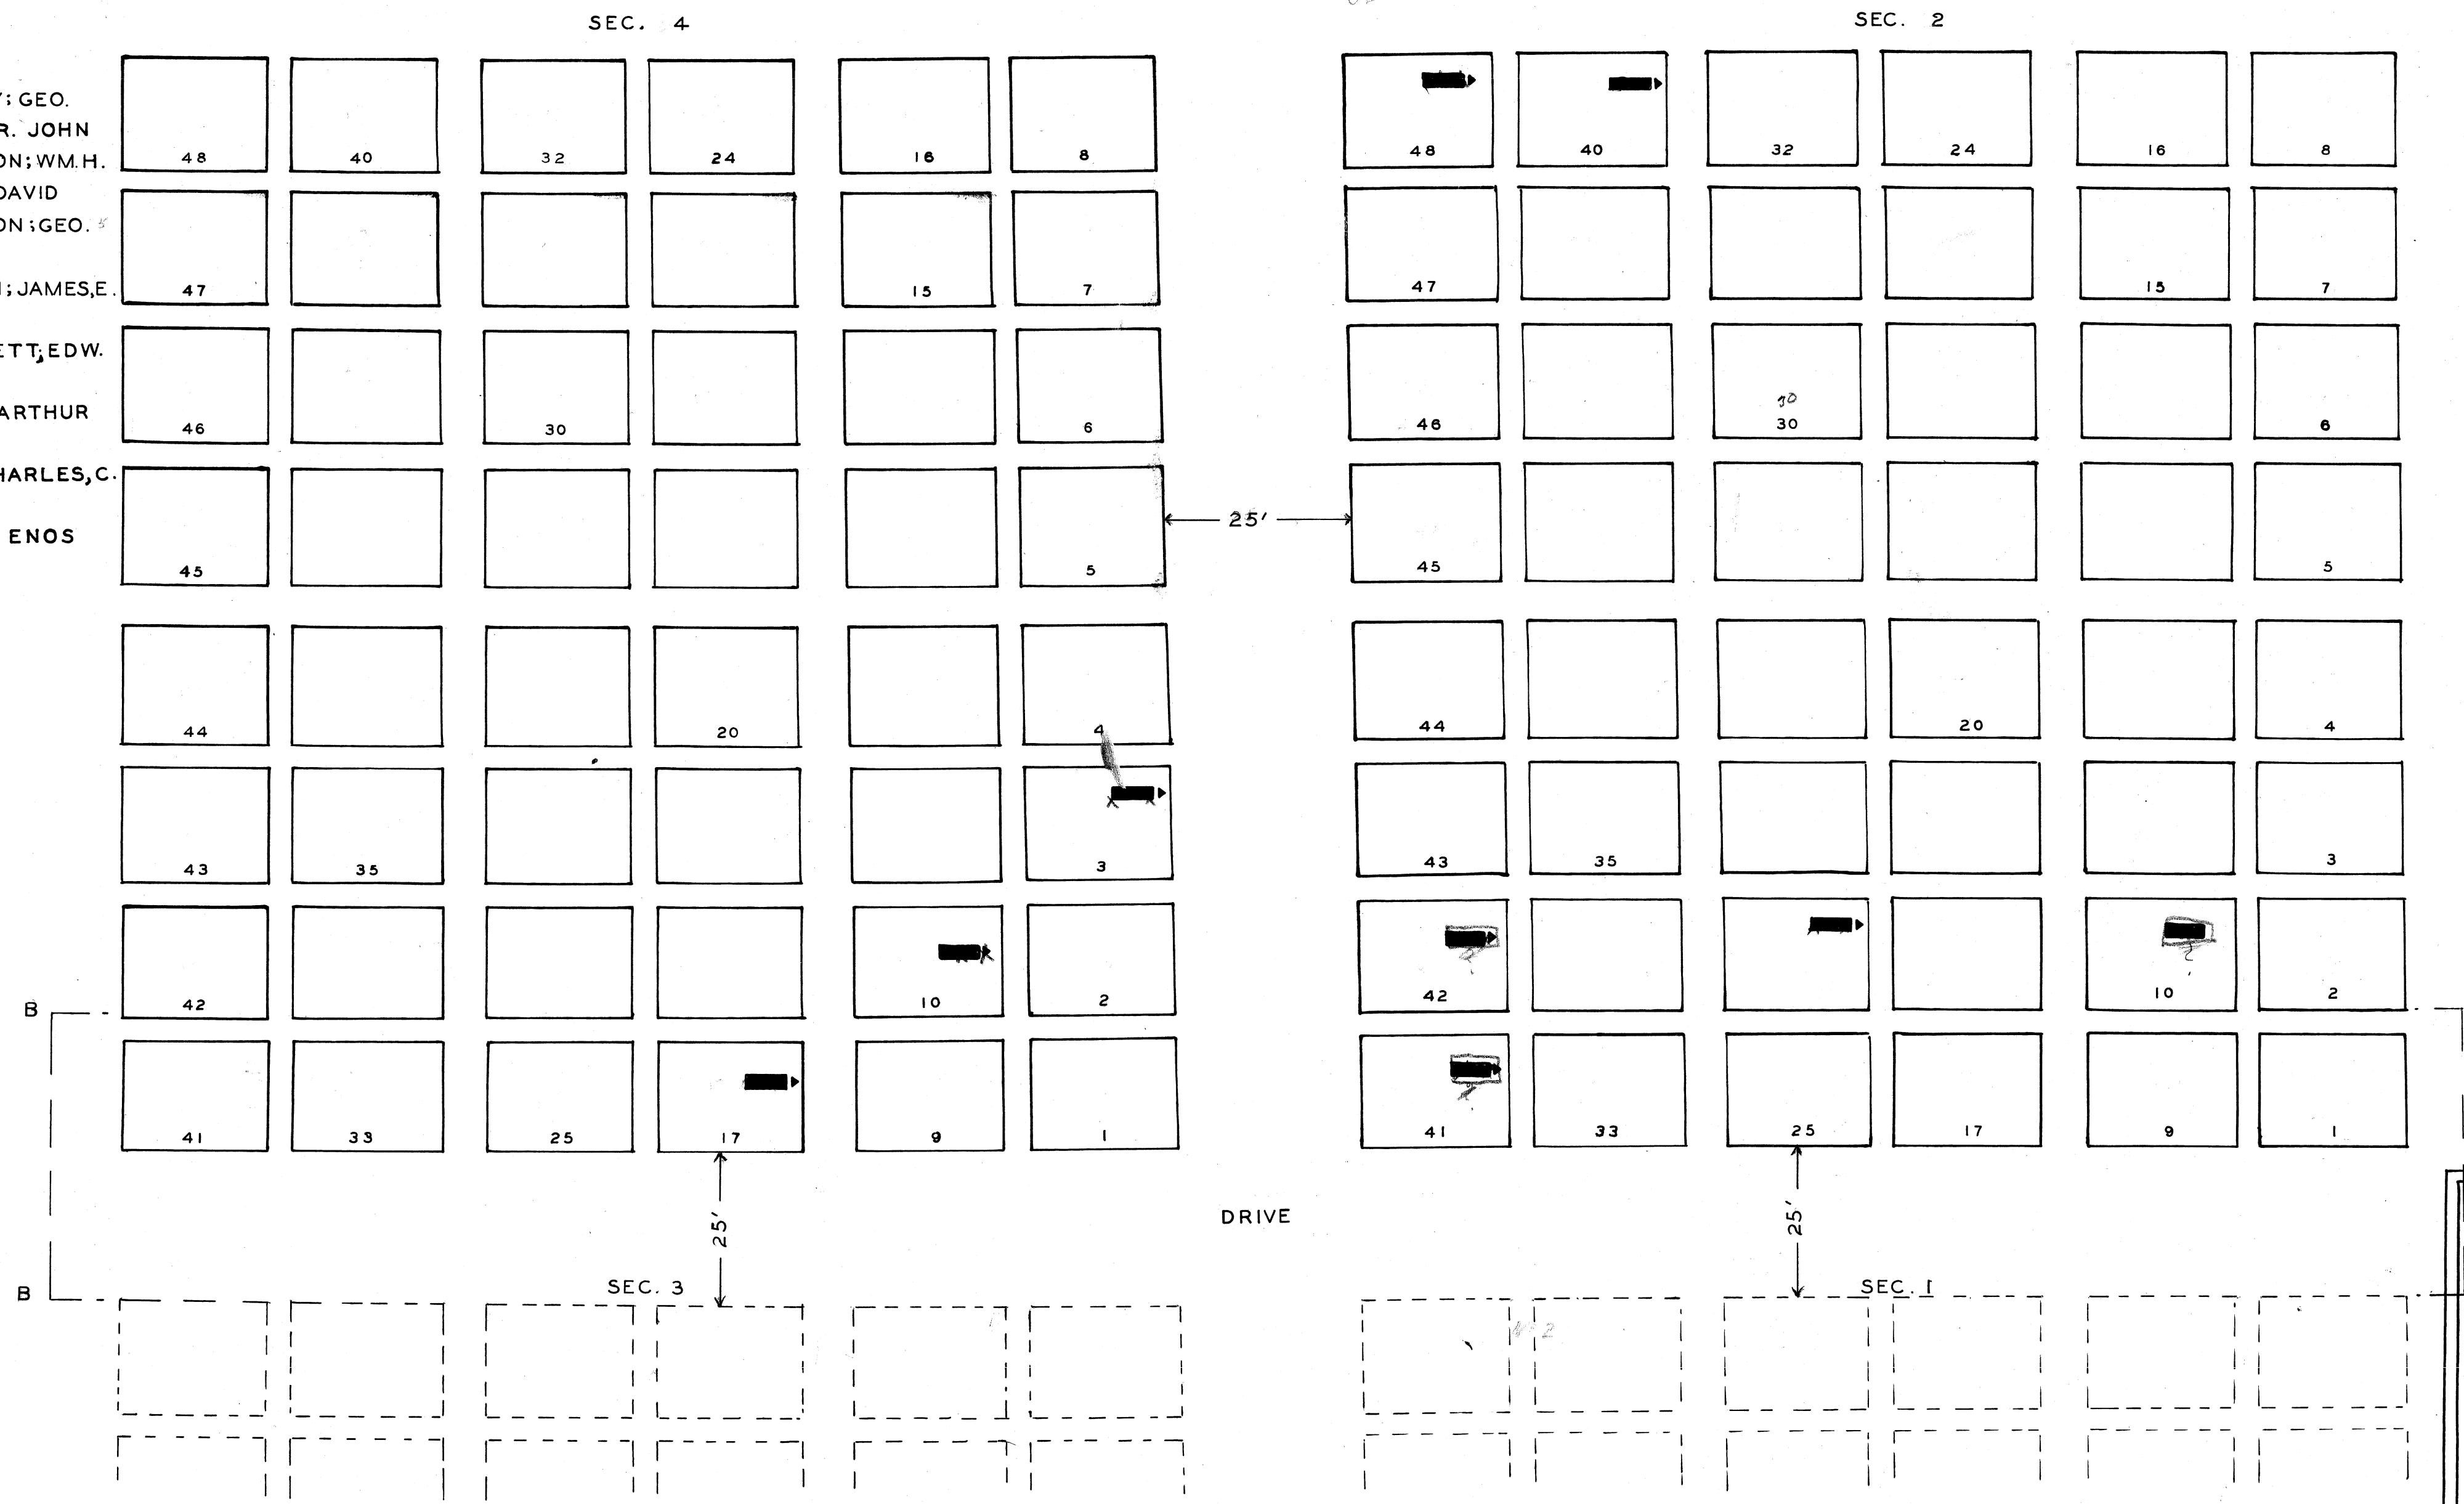 SEC. 4
SEC. 2
; GEO.
R. JOHN
ON; WM. H.
DAVID
ON; GEO.
; JAMES, E.
ETT; EDW.
ARTHUR
HARLES, C.
ENOS
48 40 32 24 16 8
48 40 32 24 16 8
47 15 7
47 15 7
46 30 6
46 30 30 6
45 5
45 5
25'
44 20 4
44 20 4
43 35 3
43 35 3
42 10 2
42 10 2
B
41 33 25 17 9 1
41 33 25 17 9 1
25'
DRIVE
25'
B
SEC. 3
SEC. 1